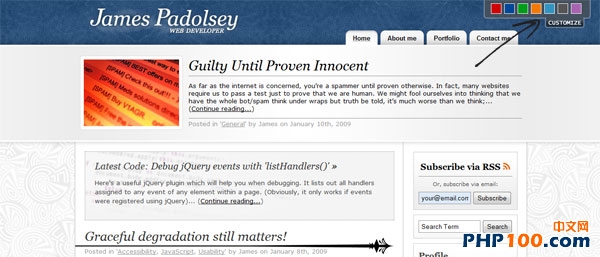 James Padolsey
WEB DEVELOPER
CUSTOMIZE
Home
About me
Portfolio
Contact me
Guilty Until Proven Innocent
As far as the internet is concerned, you're a spammer until proven otherwise. In fact, many websites
require us to pass a test just to prove that we are human. We might fool ourselves into thinking that we
have the whole bot/spam think under wraps but truth be told, it's much worse than we think;...
(Continue reading...)
Posted in 'General' by James on January 10th, 2009
Latest Code: Debug jQuery events with 'listHandlers()' »
Here's a useful jQuery plugin which will help you when debugging. It lists out all handlers
assigned to any event of any element within a page. (Obviously, it only works if events
were registered using jQuery)... (Continue reading...)
Graceful degradation still matters!
Posted in 'Accessibility, JavaScript, Usability' by James on January 8th, 2009
Subscribe via RSS
Or, subscribe via email:
your@email.com
Subscribe
Search Term
Search
Profile
中文网
PHP100.com